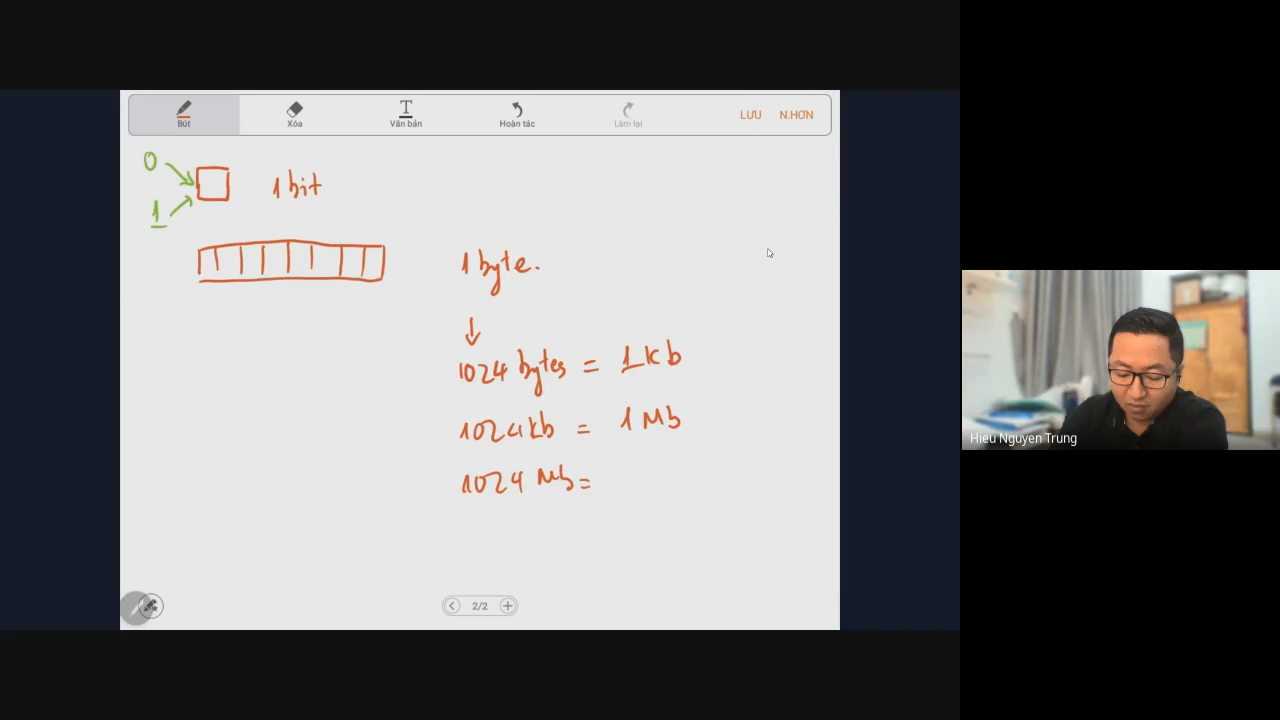 Bút
Xóa
Văn bản
Hoàn tác
Làm lại
LƯU
N.HƠN
0
1
1 bit
1 byte.
1024 bytes = 1 kb
1024 kb = 1 Mb
1024 Mb =
2/2
Hieu Nguyen Trung